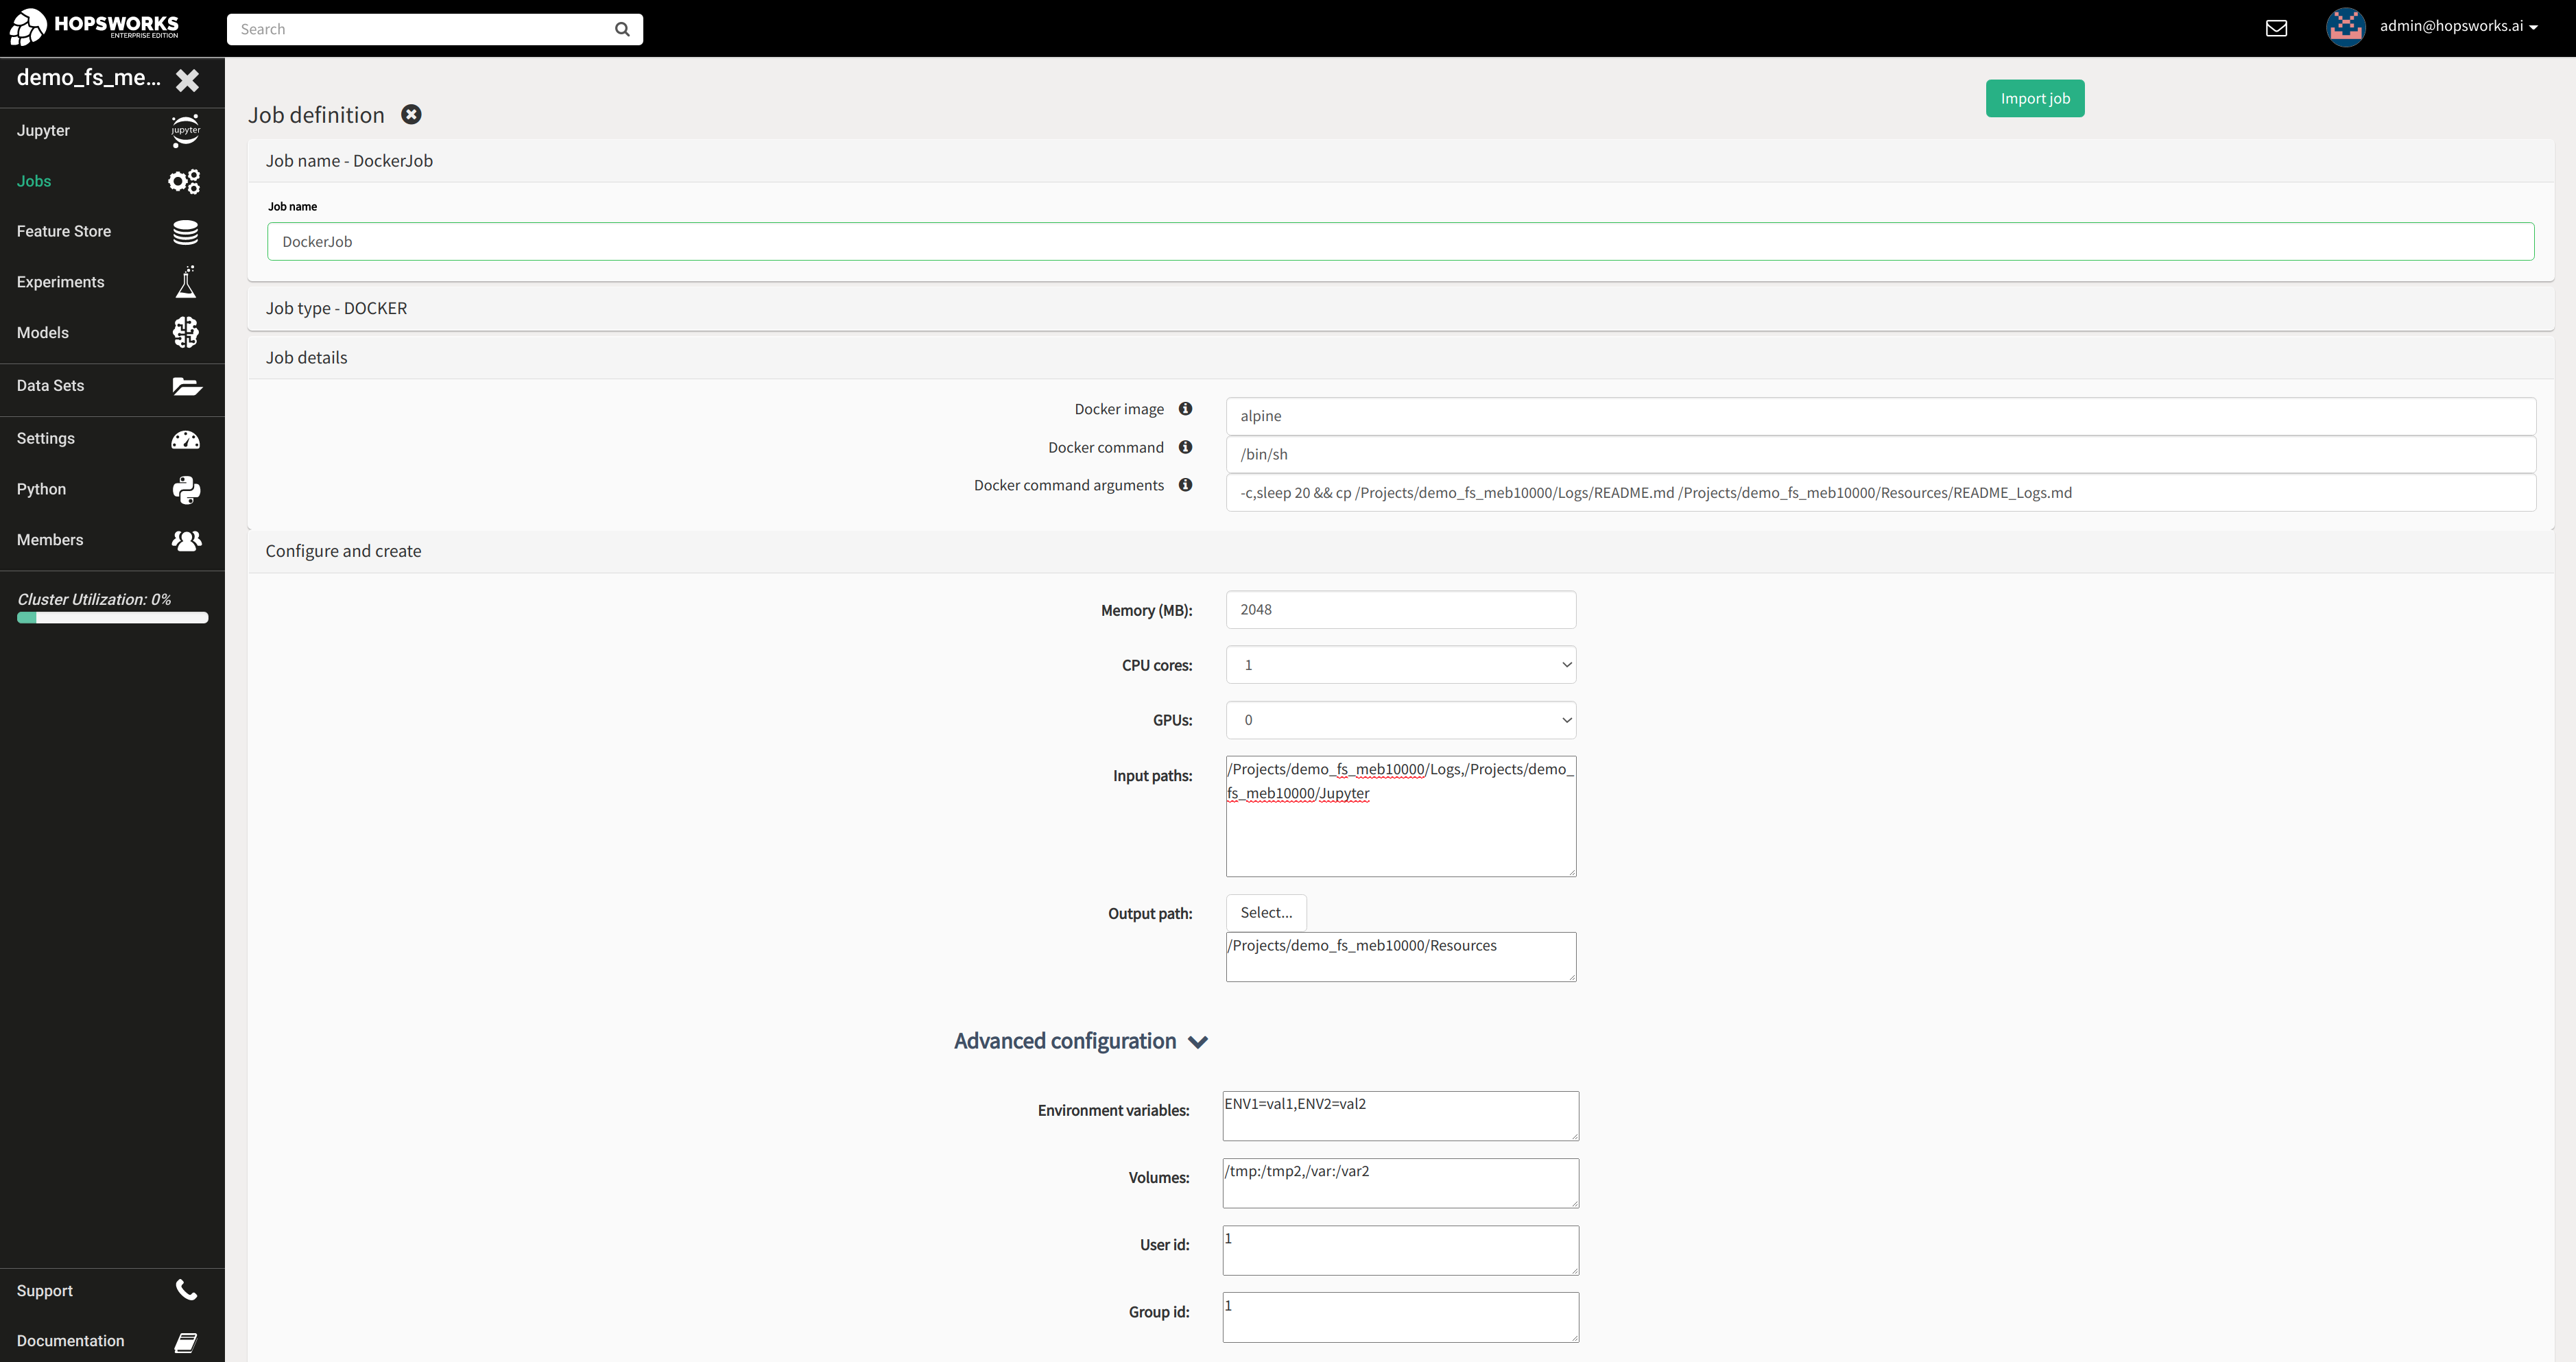 HOPSWORKS
ENTERPRISE EDITION
Search
admin@hopsworks.ai
demo_fs_me...
Jupyter
jupyter
Jobs
Feature Store
Experiments
Models
Data Sets
Settings
Python
Members
Cluster Utilization: 0%
Support
Documentation
Job definition
Import job
Job name - DockerJob
Job name
DockerJob
Job type - DOCKER
Job details
Docker image
alpine
Docker command
/bin/sh
Docker command arguments
-c,sleep 20 && cp /Projects/demo_fs_meb10000/Logs/README.md /Projects/demo_fs_meb10000/Resources/README_Logs.md
Configure and create
Memory (MB):
2048
CPU cores:
1
GPUs:
0
Input paths:
/Projects/demo_fs_meb10000/Logs,/Projects/demo_
fs_meb10000/Jupyter
Output path:
Select...
/Projects/demo_fs_meb10000/Resources
Advanced configuration
Environment variables:
ENV1=val1,ENV2=val2
Volumes:
/tmp:/tmp2,/var:/var2
User id:
1
Group id:
1